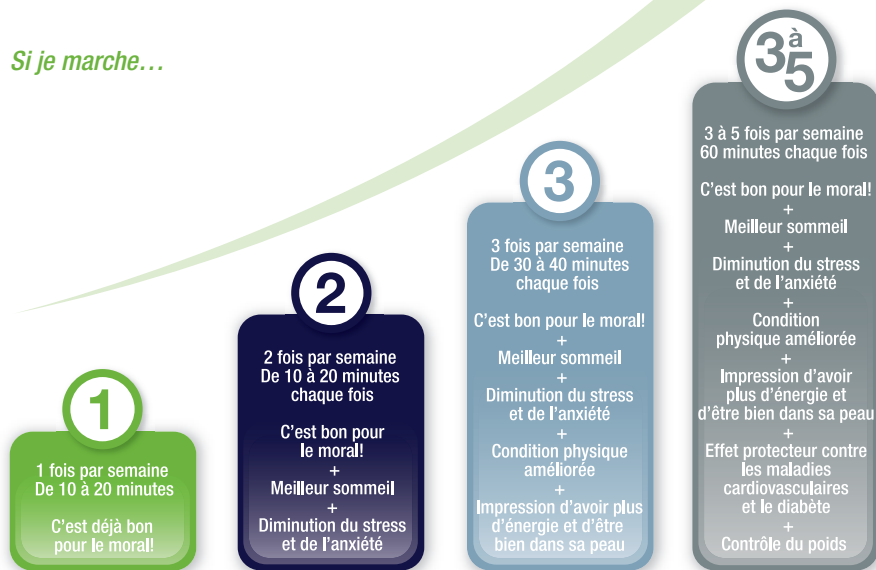 Si je marche…
1
1 fois par semaine
De 10 à 20 minutes
C'est déjà bon
pour le moral!
2
2 fois par semaine
De 10 à 20 minutes
chaque fois
C'est bon pour
le moral!
+
Meilleur sommeil
+
Diminution du stress
et de l'anxiété
3
3 fois par semaine
De 30 à 40 minutes
chaque fois
C'est bon pour le moral!
+
Meilleur sommeil
+
Diminution du stress
et de l'anxiété
+
Condition physique
améliorée
+
Impression d'avoir plus
d'énergie et d'être
bien dans sa peau
3 à 5
3 à 5 fois par semaine
60 minutes chaque fois
C'est bon pour le moral!
+
Meilleur sommeil
+
Diminution du stress
et de l'anxiété
+
Condition
physique améliorée
+
Impression d'avoir
plus d'énergie et
d'être bien dans sa peau
+
Effet protecteur contre
les maladies
cardiovasculaires
et le diabète
+
Contrôle du poids